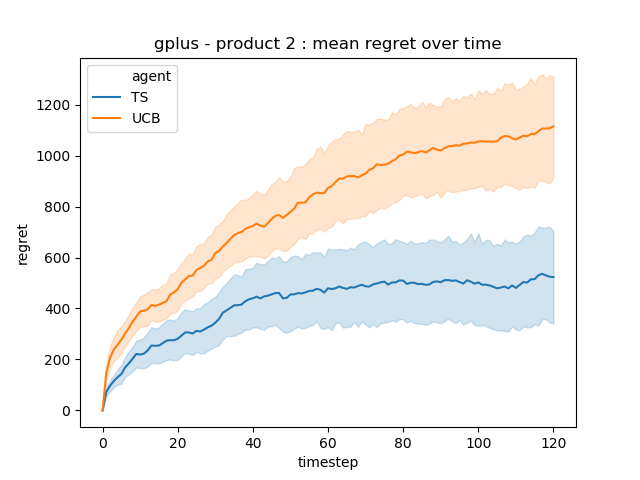 gplus - product 2 : mean regret over time
agent
TS
UCB
regret
1200
1000
800
600
400
200
0
0 20 40 60 80 100 120
timestep